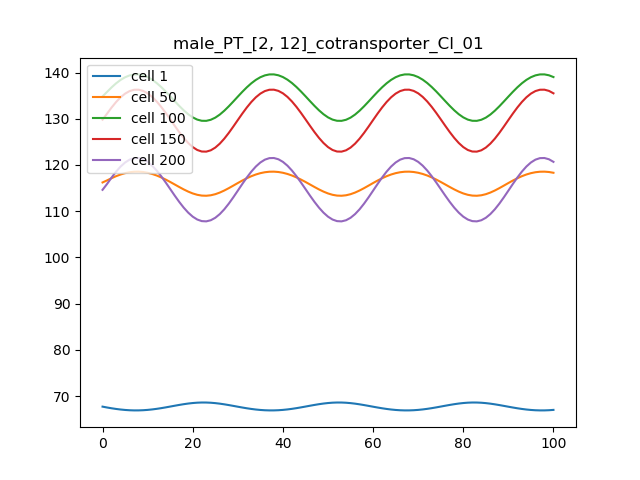 male_PT_[2, 12]_cotransporter_Cl_01
140
130
120
110
100
90
80
70
0 20 40 60 80 100
cell 1
cell 50
cell 100
cell 150
cell 200